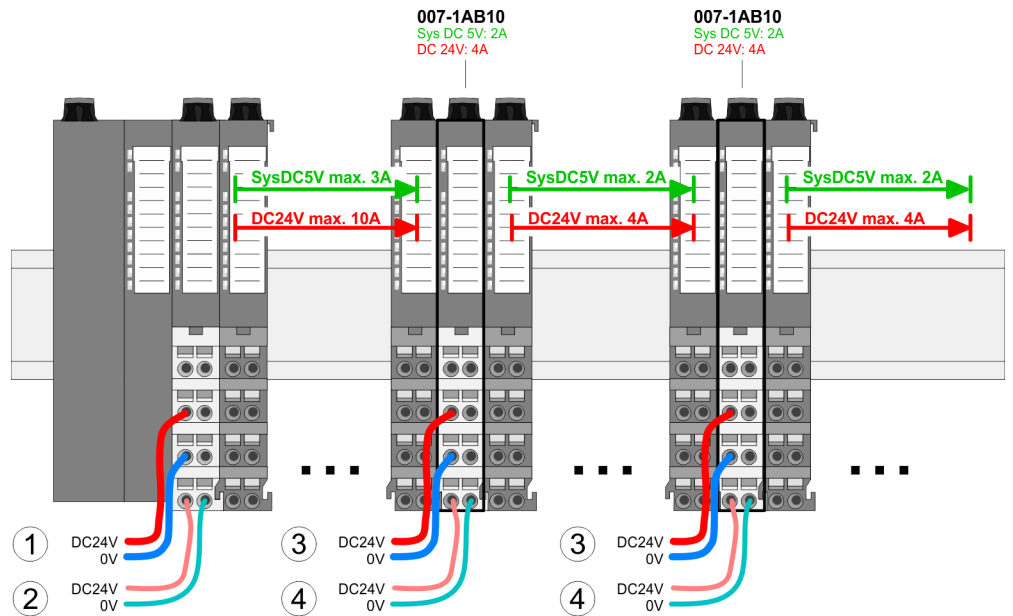 007-1AB10
Sys DC 5V: 2A
DC 24V: 4A
007-1AB10
Sys DC 5V: 2A
DC 24V: 4A
SysDC5V max. 3A
SysDC5V max. 2A
SysDC5V max. 2A
DC24V max. 10A
DC24V max. 4A
DC24V max. 4A
1 DC24V
0V
2 DC24V
0V
3 DC24V
0V
4 DC24V
0V
3 DC24V
0V
4 DC24V
0V